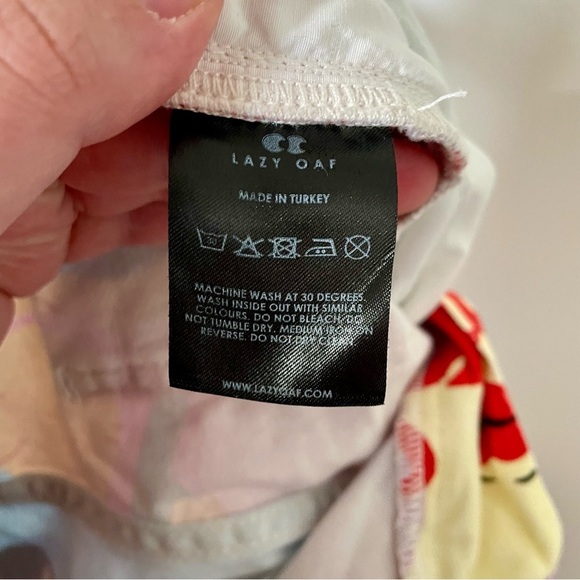 LAZY OAF
MADE IN TURKEY
30
MACHINE WASH AT 30 DEGREES.
WASH INSIDE OUT WITH SIMILAR
COLOURS. DO NOT BLEACH. DO
NOT TUMBLE DRY. MEDIUM IRON ON
REVERSE. DO NOT DRY CLEAN
WWW.LAZYOAF.COM